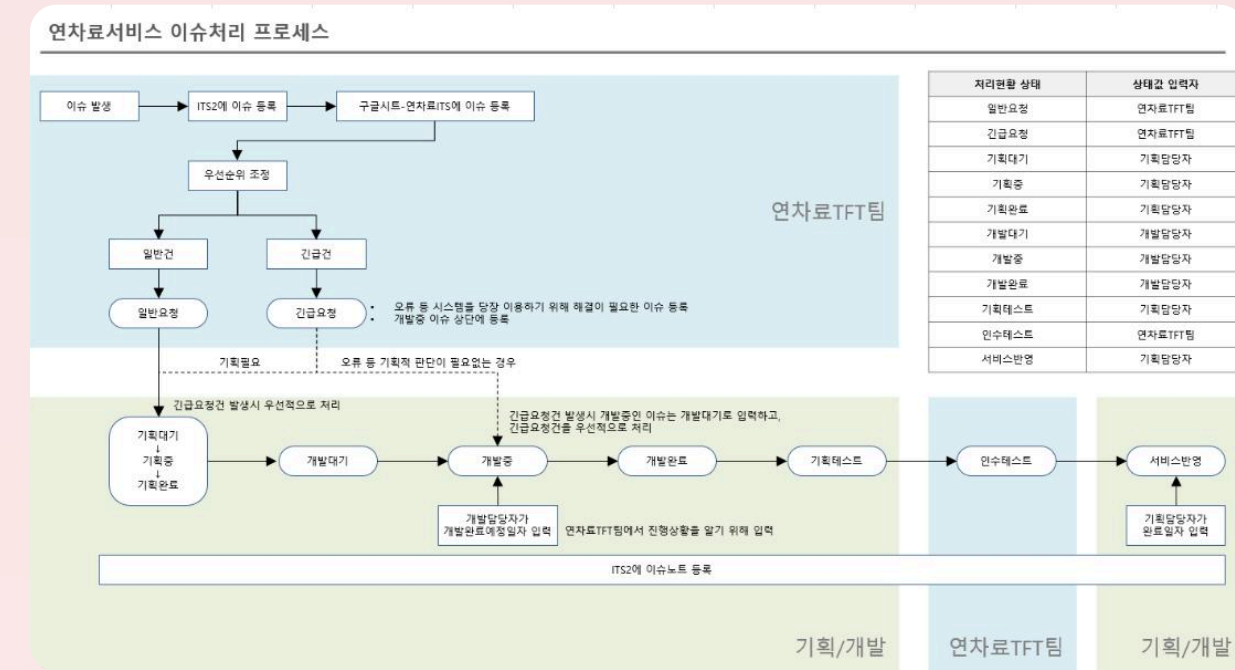 연차료서비스 이슈처리 프로세스
이슈 발생
ITS2에 이슈 등록
구글시트-연차료ITS에 이슈 등록
우선순위 조정
일반건
긴급건
일반요청
긴급요청
• 오류 등 시스템을 당장 이용하기 위해 해결이 필요한 이슈 등록
• 개발중 이슈 상단에 등록
연차료TFT팀
처리현황 상태 상태값 입력자
일반요청 연차료TFT팀
긴급요청 연차료TFT팀
기획대기 기획담당자
기획중 기획담당자
기획완료 기획담당자
개발대기 개발담당자
개발중 개발담당자
개발완료 개발담당자
기획테스트 기획담당자
인수테스트 연차료TFT팀
서비스반영 기획담당자
기획필요
오류 등 기획적 판단이 필요없는 경우
긴급요청건 발생시 우선적으로 처리
긴급요청건 발생시 개발중인 이슈는 개발대기로 입력하고,
긴급요청건을 우선적으로 처리
기획대기
↓
기획중
↓
기획완료
개발대기
개발중
개발완료
기획테스트
인수테스트
서비스반영
개발담당자가
개발완료예정일자 입력
연차료TFT팀에서 진행상황을 알기 위해 입력
기획담당자가
완료일자 입력
ITS2에 이슈노트 등록
기획/개발
연차료TFT팀
기획/개발